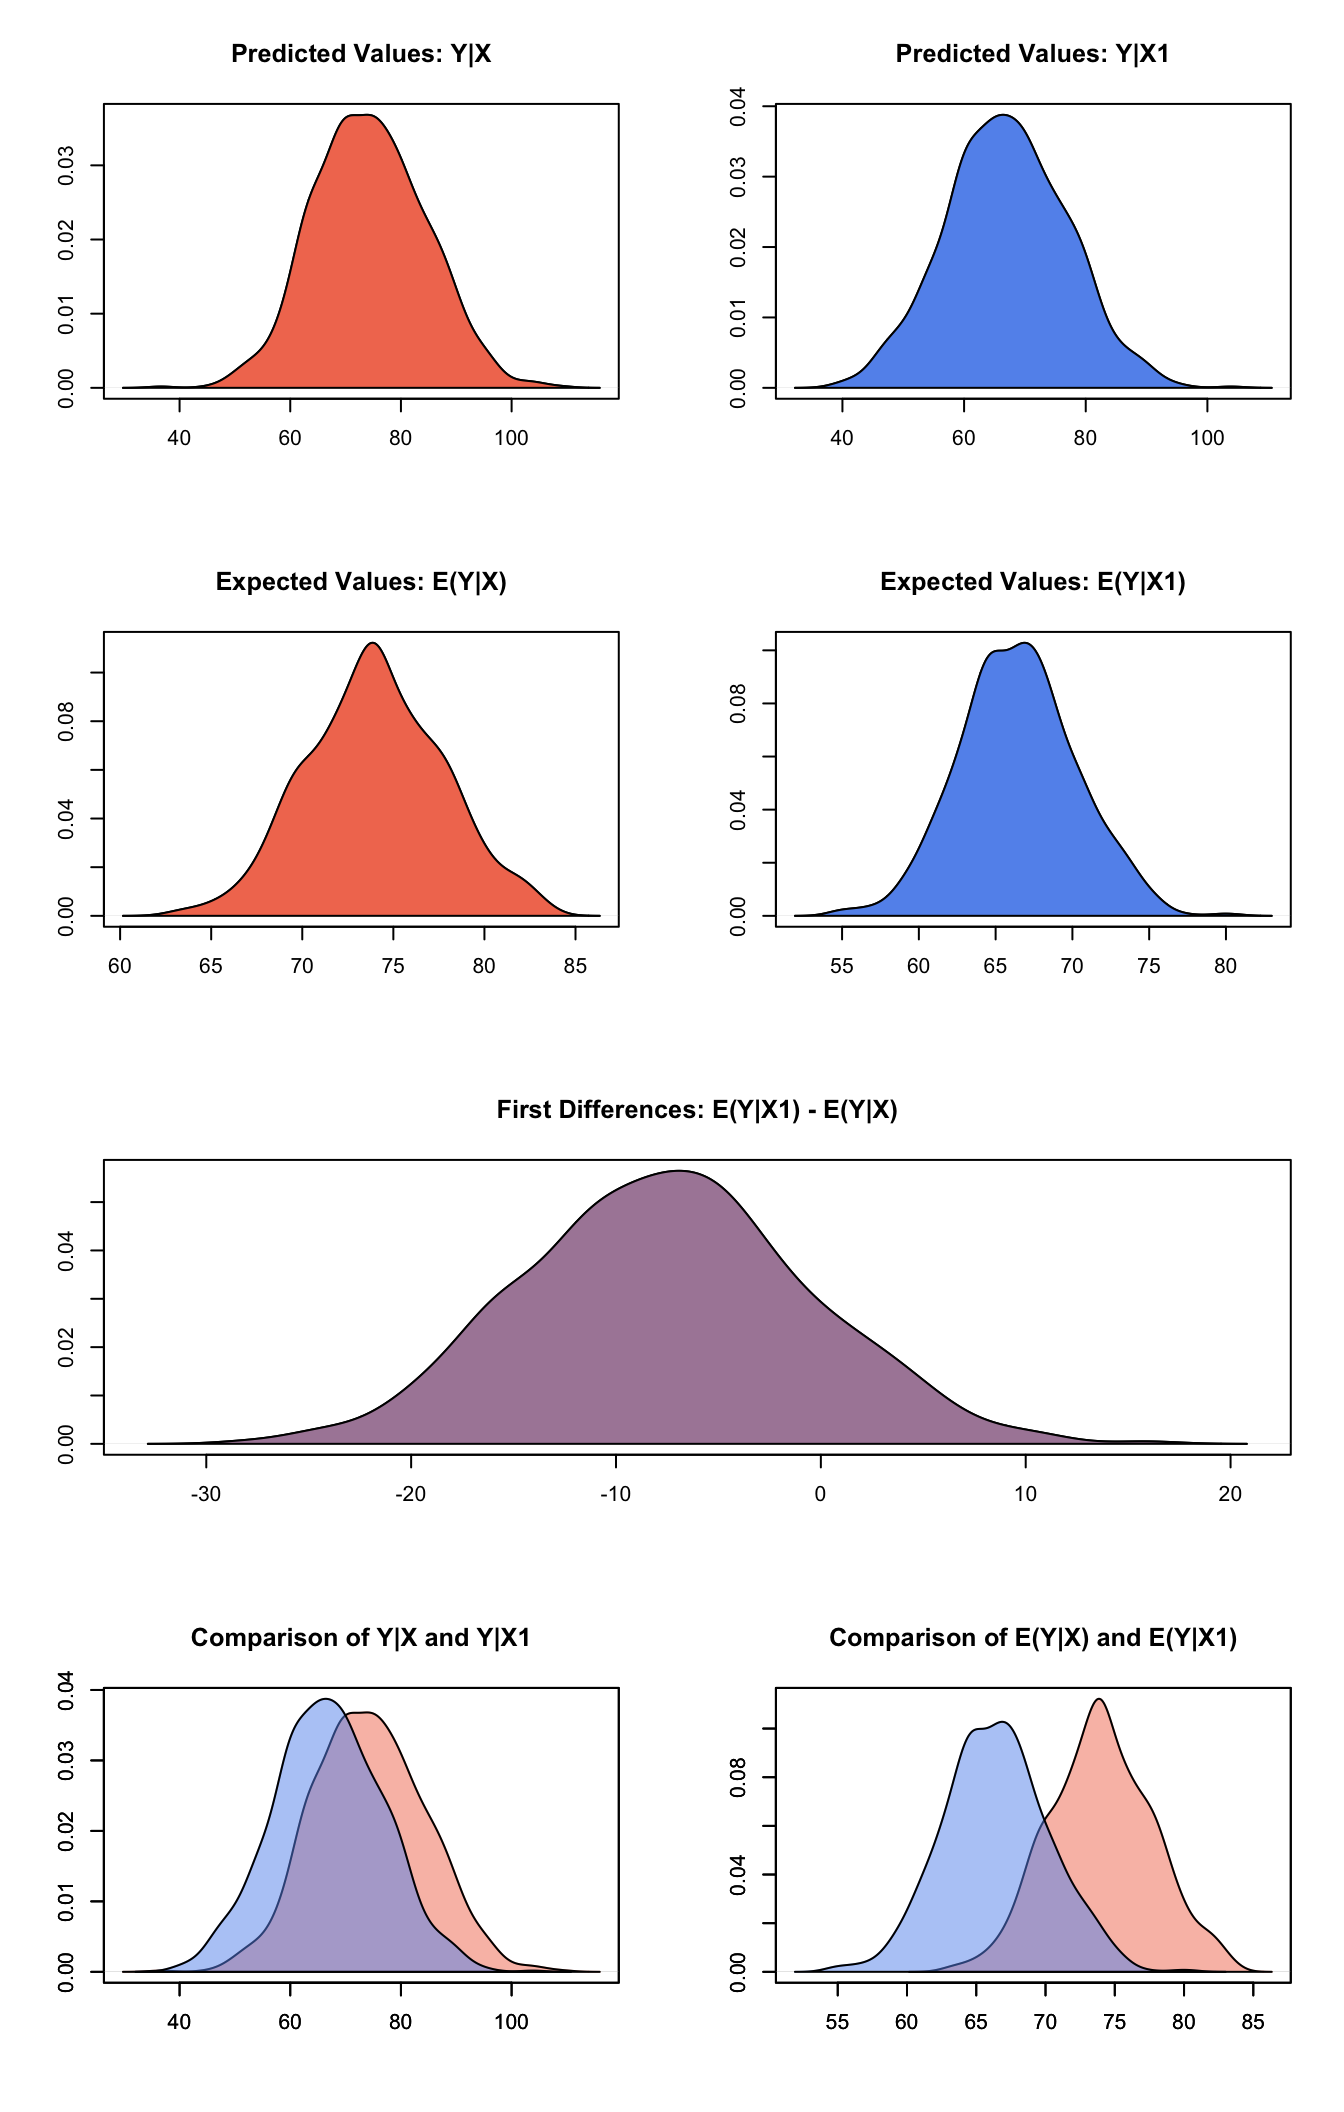 Predicted Values: Y|X
0.00 0.01 0.02 0.03
40 60 80 100
Predicted Values: Y|X1
0.00 0.01 0.02 0.03 0.04
40 60 80 100
Expected Values: E(Y|X)
0.00 0.04 0.08
60 65 70 75 80 85
Expected Values: E(Y|X1)
0.00 0.04 0.08
55 60 65 70 75 80
First Differences: E(Y|X1) - E(Y|X)
0.00 0.02 0.04
-30 -20 -10 0 10 20
Comparison of Y|X and Y|X1
0.00 0.01 0.02 0.03 0.04
40 60 80 100
Comparison of E(Y|X) and E(Y|X1)
0.00 0.04 0.08
55 60 65 70 75 80 85